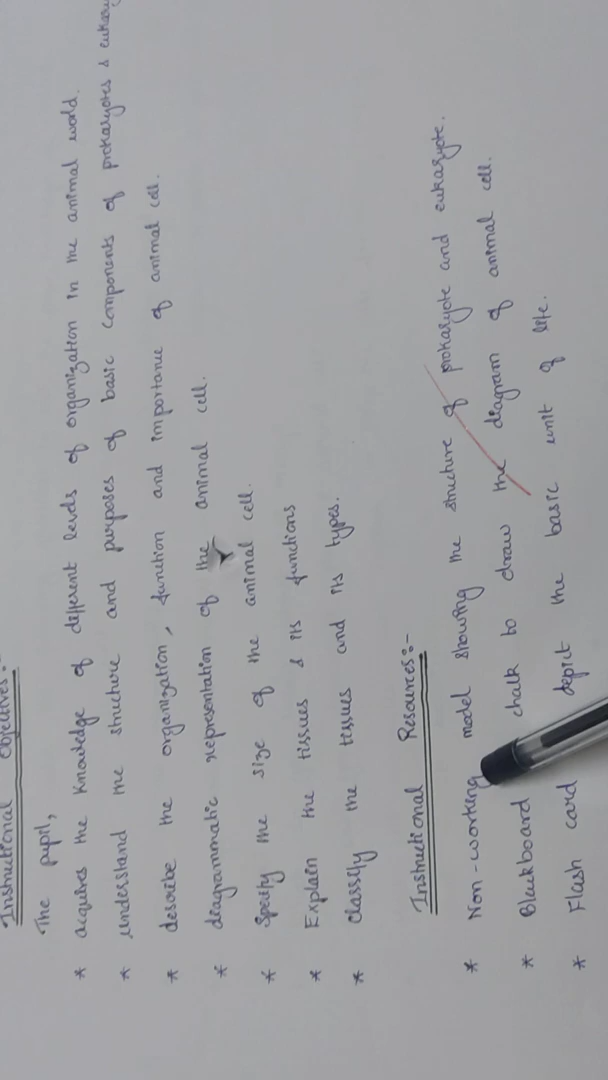 Instructional Objectives:-
The pupil,
* acquires the knowledge of different levels of organization in the animal world.
* understand the structure and purposes of basic components of prokaryotes &
* describe the organization, function and importance of animal cell.
* diagrammatic representation of the animal cell.
* Specify the size of the animal cell.
* Explain the tissues & its functions
* Classify the tessues and its types.
Instructional Resources:-
* Non-working model showing the structure of prokaryote and eukaryote.
* Blackboard chalk to draw the diagram of animal cell.
* Flash card depict the basic unit of life.